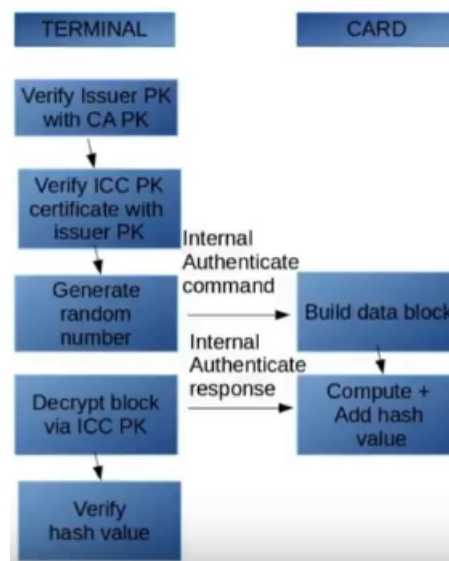 TERMINAL
CARD
Verify Issuer PK
with CA PK
Verify ICC PK
certificate with
issuer PK
Internal
Authenticate
command
Generate
random
number
Build data block
Internal
Authenticate
response
Decrypt block
via ICC PK
Compute +
Add hash
value
Verify
hash value